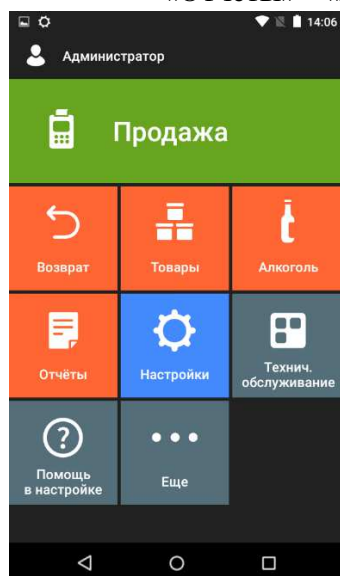 14:06
Администратор
Продажа
Возврат
Товары
Алкоголь
Отчёты
Настройки
Технич.
обслуживание
Помощь
в настройке
Еще